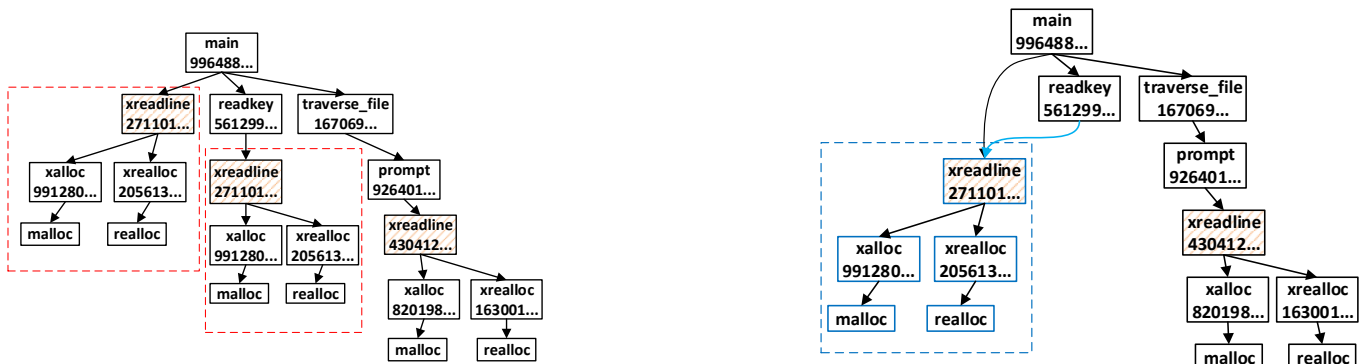 main
996488...
xreadline
271101...
readkey
561299...
traverse_file
167069...
xalloc
991280...
xrealloc
205613...
malloc
realloc
xreadline
271101...
xalloc
991280...
xrealloc
205613...
malloc
realloc
prompt
926401...
xreadline
430412...
xalloc
820198...
xrealloc
163001...
malloc
realloc
main
996488...
readkey
561299...
traverse_file
167069...
xreadline
271101...
xalloc
991280...
xrealloc
205613...
malloc
realloc
prompt
926401...
xreadline
430412...
xalloc
820198...
xrealloc
163001...
malloc
realloc